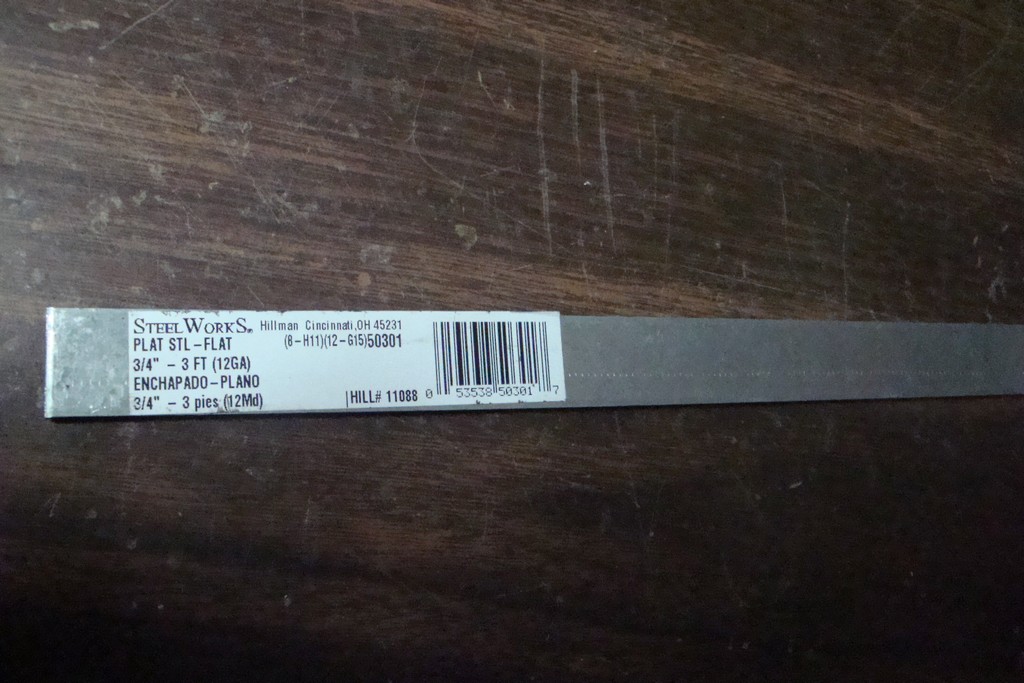 STEELWORKS® Hillman Cincinnati,OH 45231
PLAT STL-FLAT (8-H11)(12-G15)50301
3/4" - 3 FT (12GA)
ENCHAPADO-PLANO
3/4" - 3 pies (12Md) HILL# 11088
0 53538 50301 7